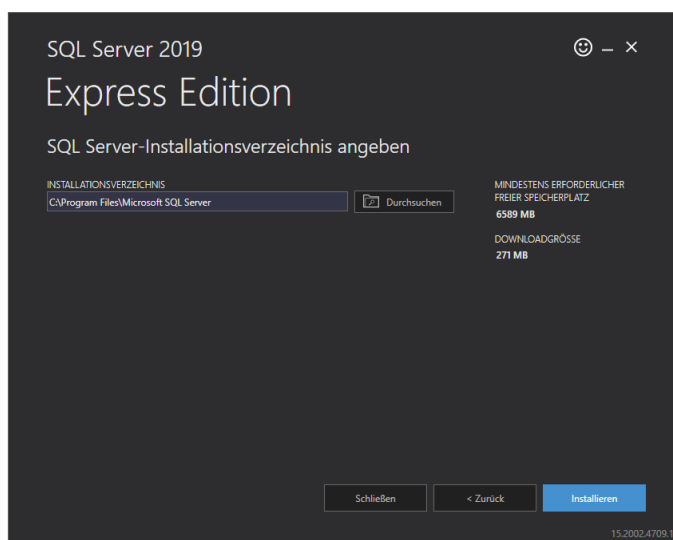 SQL Server 2019
Express Edition
SQL Server-Installationsverzeichnis angeben
INSTALLATIONSVERZEICHNIS
C:\Program Files\Microsoft SQL Server
Durchsuchen
MINDESTENS ERFORDERLICHER
FREIER SPEICHERPLATZ
6589 MB
DOWNLOADGRÖSSE
271 MB
Schließen
< Zurück
Installieren
15.2002.4709.1